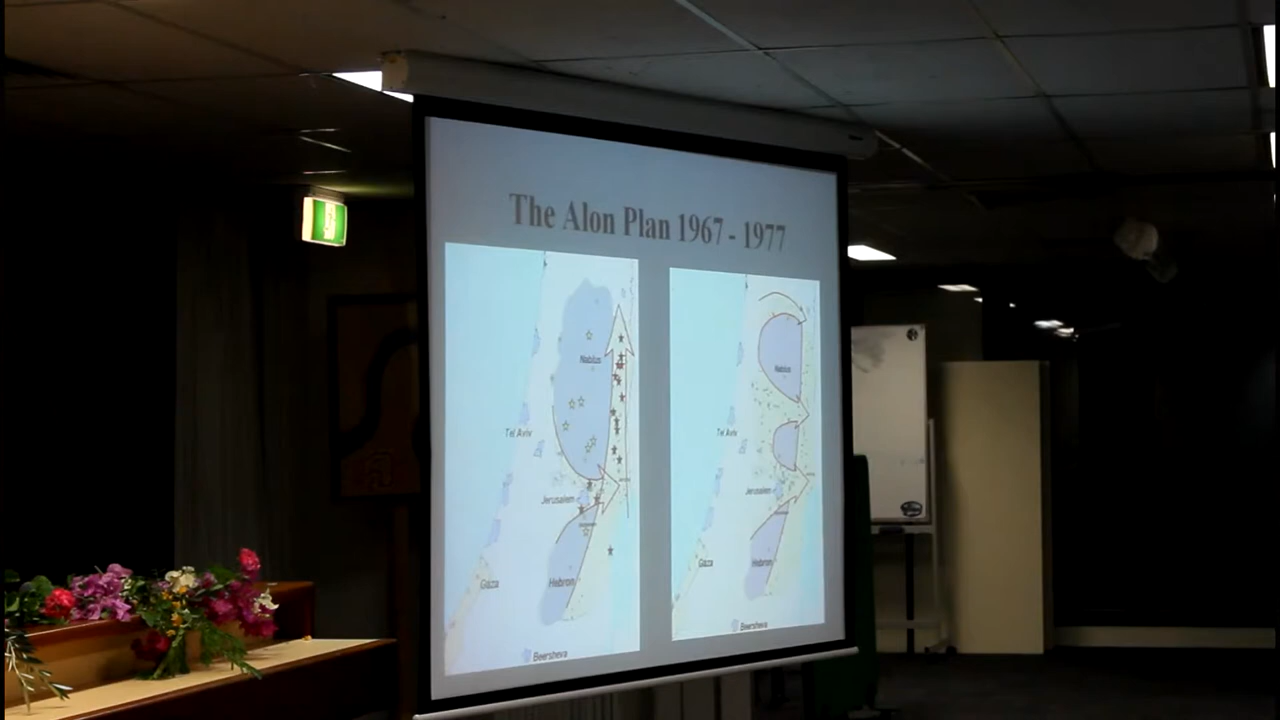 The Alon Plan 1967 - 1977
Nablus
Tel Aviv
Jerusalem
Hebron
Gaza
Beersheva
Nablus
Tel Aviv
Jerusalem
Hebron
Gaza
Beersheva